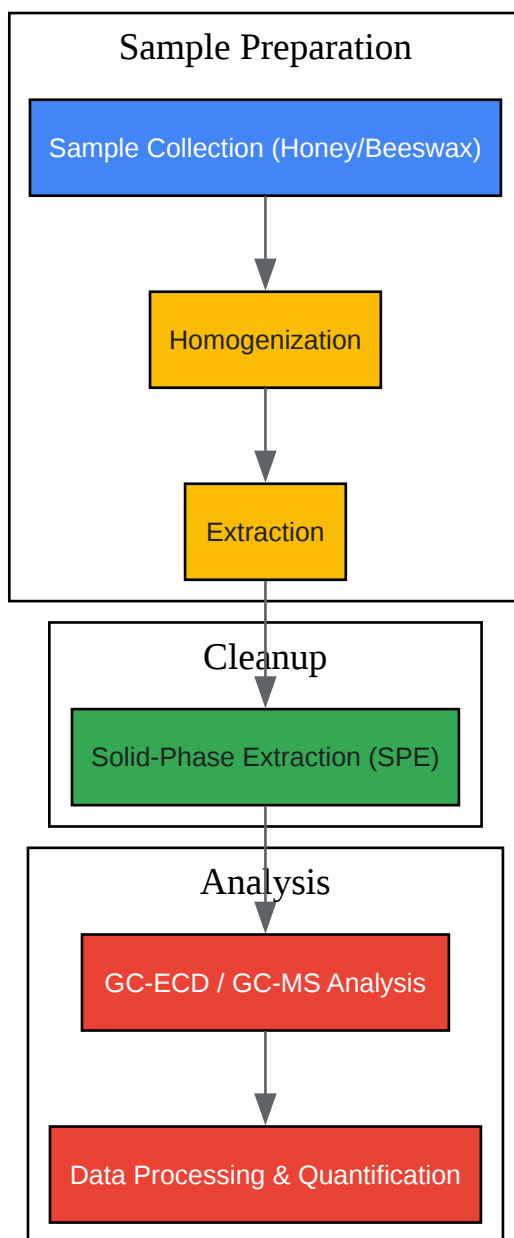 Sample Preparation
Sample Collection (Honey/Beeswax)
Homogenization
Extraction
Cleanup
Solid-Phase Extraction (SPE)
Analysis
GC-ECD / GC-MS Analysis
Data Processing & Quantification